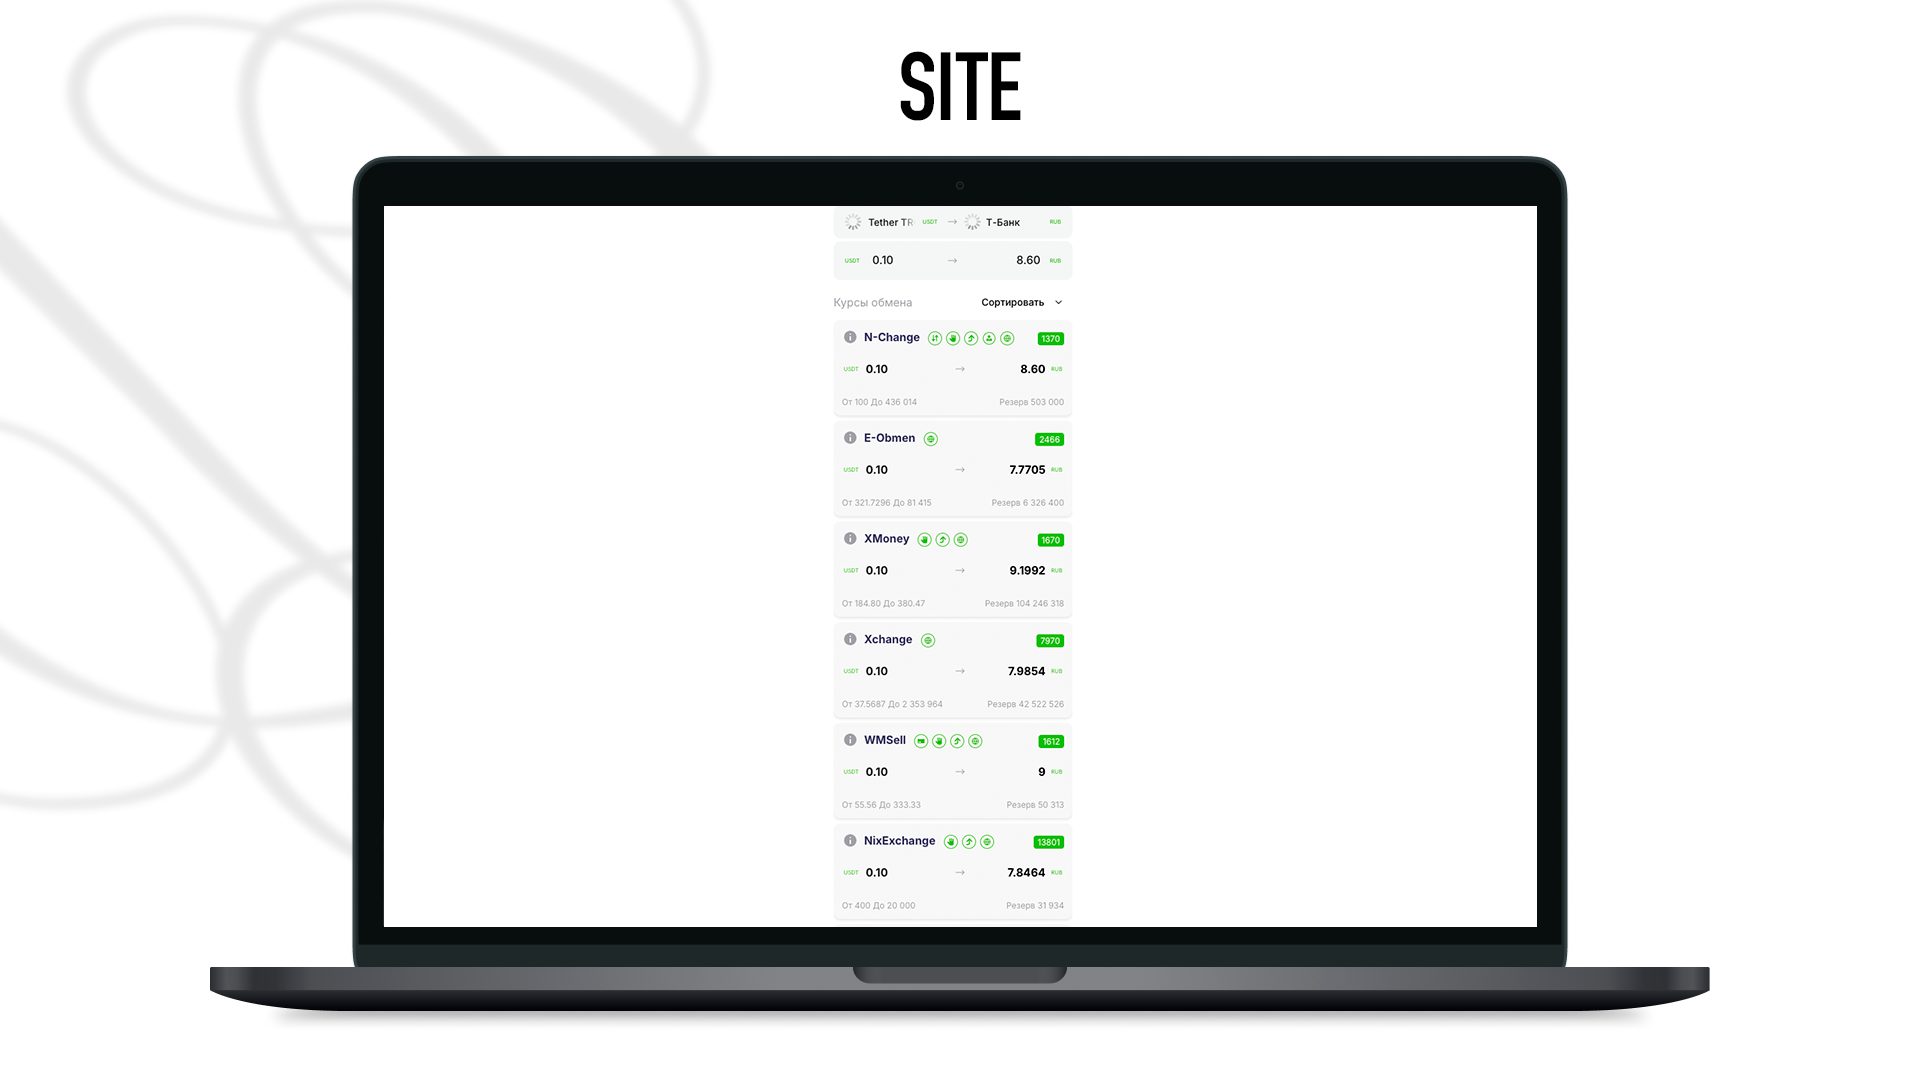 SITE
Tether TR USDT → Т-Банк RUB
USDT 0.10 → 8.60 RUB
Курсы обмена Сортировать
N-Change 1370
USDT 0.10 → 8.60 RUB
От 100 До 436 014 Резерв 503 000
E-Obmen 2466
USDT 0.10 → 7.7705 RUB
От 321.7296 До 81 415 Резерв 6 326 400
XMoney 1670
USDT 0.10 → 9.1992 RUB
От 184.80 До 380.47 Резерв 104 246 318
Xchange 7970
USDT 0.10 → 7.9854 RUB
От 37.5687 До 2 353 964 Резерв 42 522 526
WMSell 1612
USDT 0.10 → 9 RUB
От 55.56 До 333.33 Резерв 50 313
NixExchange 13801
USDT 0.10 → 7.8464 RUB
От 400 До 20 000 Резерв 31 934